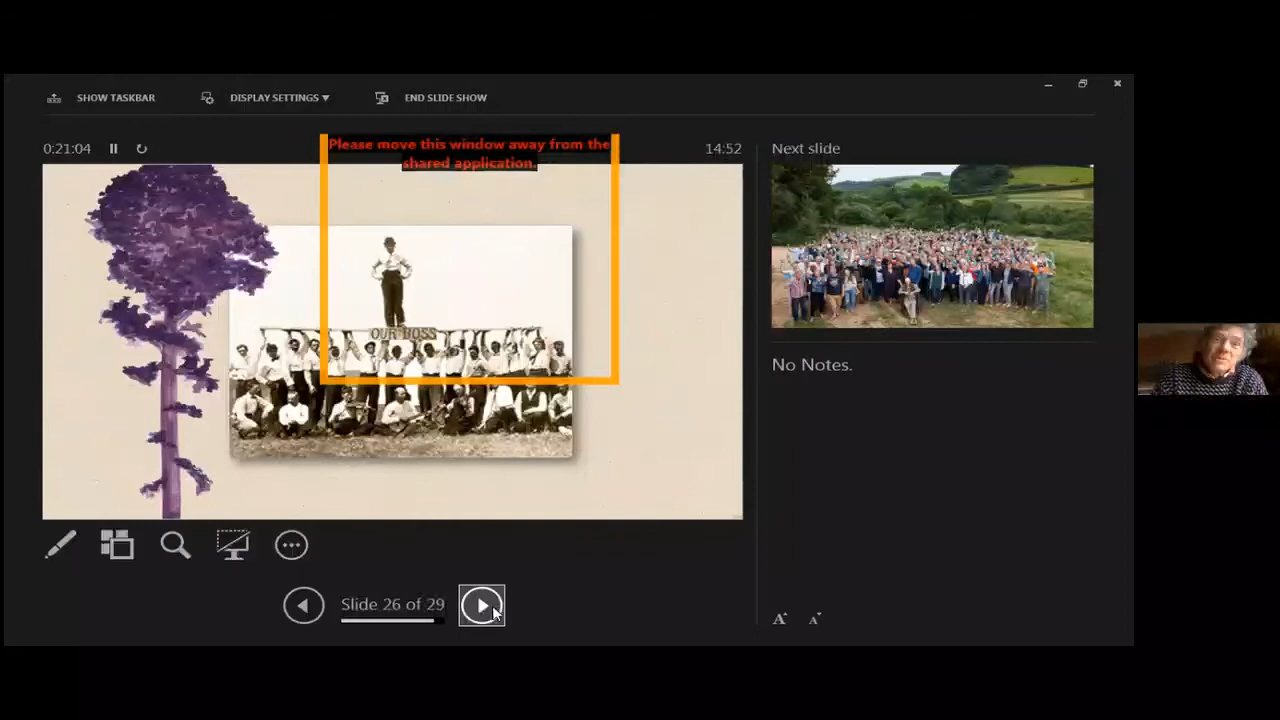 SHOW TASKBAR
DISPLAY SETTINGS ▼
END SLIDE SHOW
0:21:04
Please move this window away from the
shared application.
14:52
Next slide
OUR BOSS
No Notes.
Slide 26 of 29
A
A